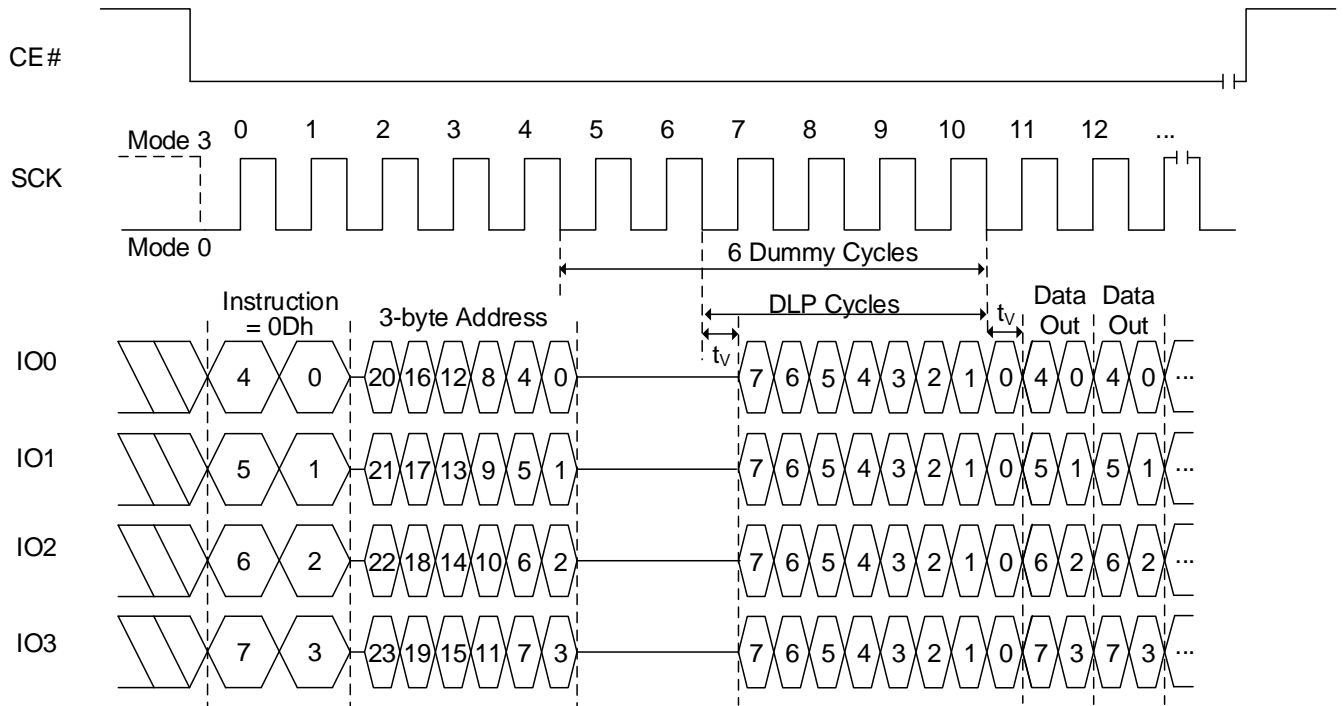 CE#
0 1 2 3 4 5 6 7 8 9 10 11 12 ...
Mode 3
SCK
Mode 0
6 Dummy Cycles
Instruction
= 0Dh
3-byte Address
DLP Cycles
tV
Data
Out
Data
Out
tV
IO0 4 0 20 16 12 8 4 0 7 6 5 4 3 2 1 0 4 0 4 0 ...
IO1 5 1 21 17 13 9 5 1 7 6 5 4 3 2 1 0 5 1 5 1 ...
IO2 6 2 22 18 14 10 6 2 7 6 5 4 3 2 1 0 6 2 6 2 ...
IO3 7 3 23 19 15 11 7 3 7 6 5 4 3 2 1 0 7 3 7 3 ...